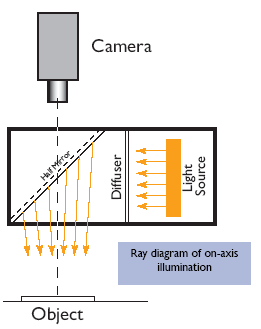 Camera
Half Mirror
Diffuser
Light
Source
Ray diagram of on-axis
illumination
Object